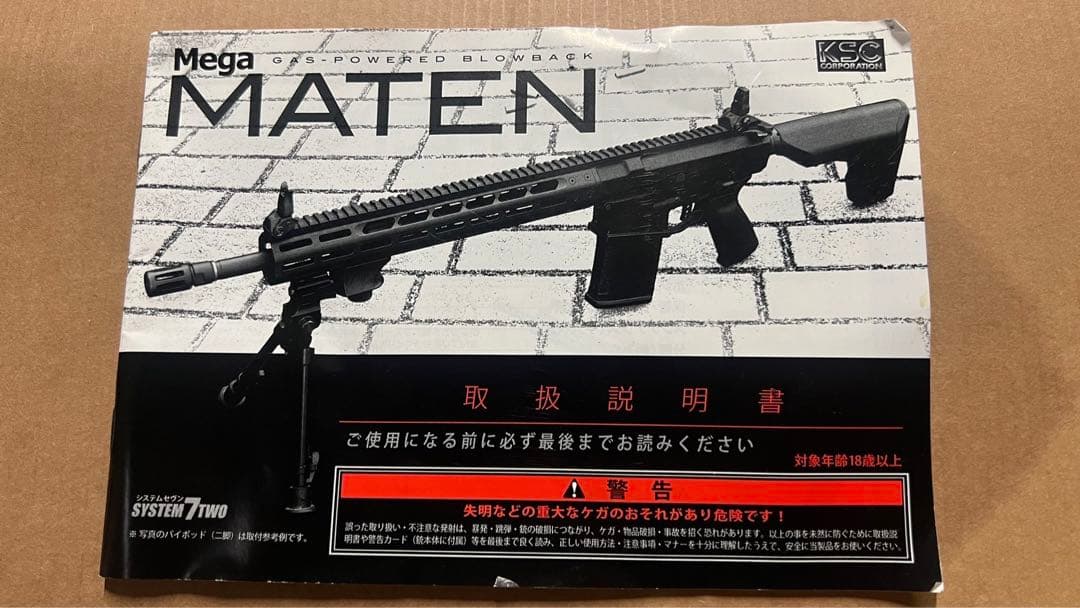 Mega GAS-POWERED BLOWBACK
MATEN
KSC
CORPORATION
取扱説明書
ご使用になる前に必ず最後までお読みください
対象年齢18歳以上
警告
失明などの重大なケガのおそれがあり危険です！
誤った取り扱い・不注意な発射は、暴発・跳弾・銃の破損につながり、ケガ・物品破損・事故を招く恐れがあります。以上の事を未然に防ぐために取扱説
明書や警告カード（銃本体に付属）等を最後まで良く読み、正しい使用方法・注意事項・マナーを十分に理解したうえで、安全に当製品をお使いください。
システムセヴン
SYSTEM7TWO
※ 写真のバイポッド（二脚）は取付参考例です。